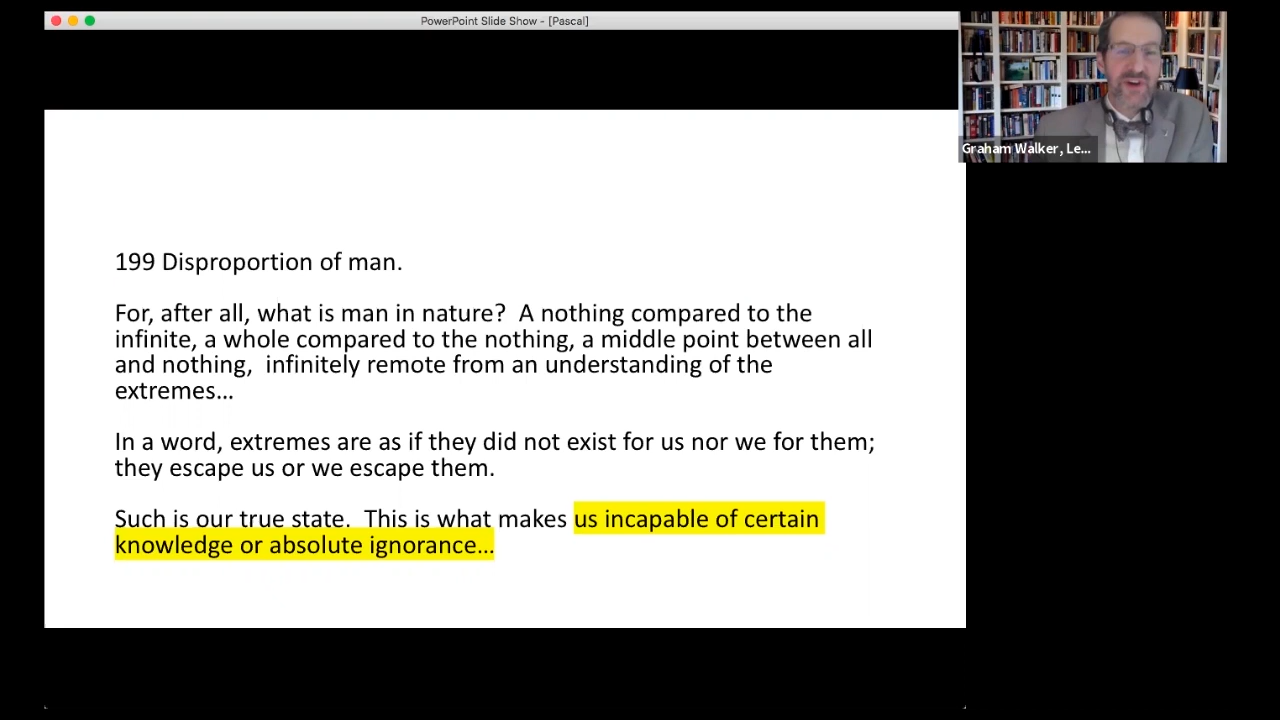 PowerPoint Slide Show - [Pascal]
Graham Walker, Le...
199 Disproportion of man.
For, after all, what is man in nature?  A nothing compared to the
infinite, a whole compared to the nothing, a middle point between all
and nothing,  infinitely remote from an understanding of the
extremes…
In a word, extremes are as if they did not exist for us nor we for them;
they escape us or we escape them.
Such is our true state.  This is what makes us incapable of certain
knowledge or absolute ignorance…